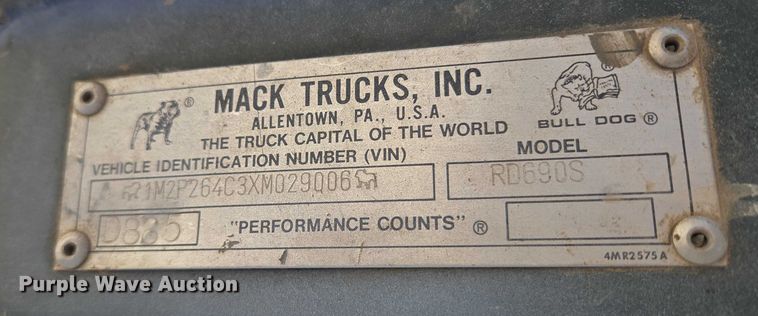 MACK TRUCKS, INC.
ALLENTOWN, PA., U.S.A.
THE TRUCK CAPITAL OF THE WORLD
BULL DOG ®
VEHICLE IDENTIFICATION NUMBER (VIN)
MODEL
1M2P264C3XM029006
RD690S
D835
"PERFORMANCE COUNTS" ®
4MR2575A
Purple Wave Auction